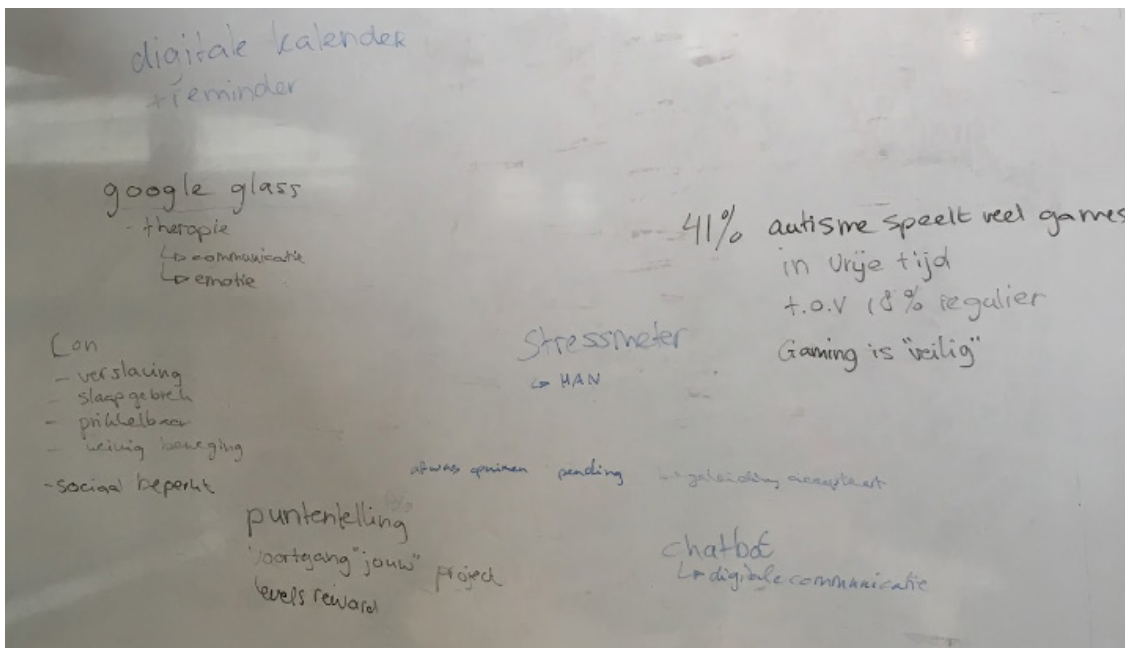 digitale kalender
+ reminder
google glass
- therapie
↳ communicatie
↳ emotie
41% autisme speelt veel games
in vrije tijd
t.o.v 18% regulier
Gaming is "veilig"
Stressmeter
↳ HAN
Con
- verslaving
- slaapgebrek
- prikkelbaar
- weinig beweging
- sociaal beperkt
afwas opruimen pending accepteert
puntentelling
"voortgang" jouw" project
levels reward
chatbot
↳ digitale communicatie